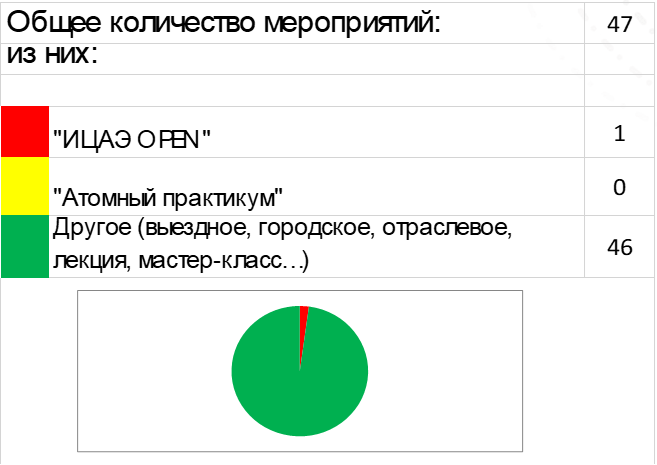 Общее количество мероприятий: 47
из них:
"ИЦАЭ OPEN" 1
"Атомный практикум" 0
Другое (выездное, городское, отраслевое,
лекция, мастер-класс...) 46